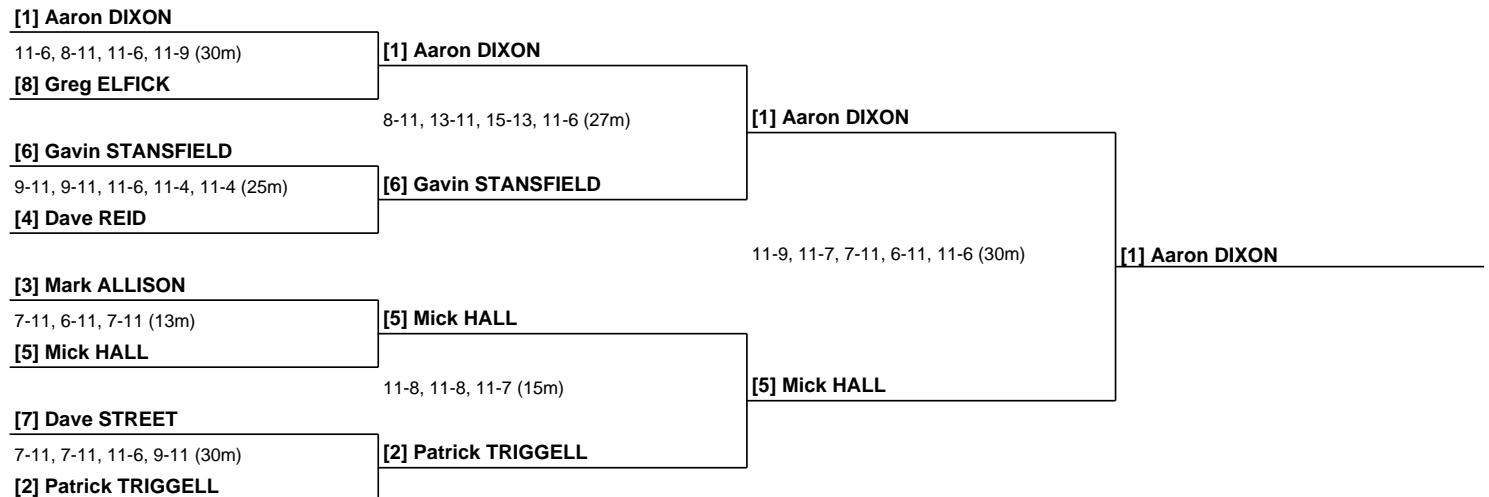 [1] Aaron DIXON
11-6, 8-11, 11-6, 11-9 (30m)
[8] Greg ELFICK
[6] Gavin STANSFIELD
9-11, 9-11, 11-6, 11-4, 11-4 (25m)
[4] Dave REID
[3] Mark ALLISON
7-11, 6-11, 7-11 (13m)
[5] Mick HALL
[7] Dave STREET
7-11, 7-11, 11-6, 9-11 (30m)
[2] Patrick TRIGGELL
[1] Aaron DIXON
8-11, 13-11, 15-13, 11-6 (27m)
[6] Gavin STANSFIELD
[5] Mick HALL
11-8, 11-8, 11-7 (15m)
[2] Patrick TRIGGELL
[1] Aaron DIXON
11-9, 11-7, 7-11, 6-11, 11-6 (30m)
[5] Mick HALL
[1] Aaron DIXON